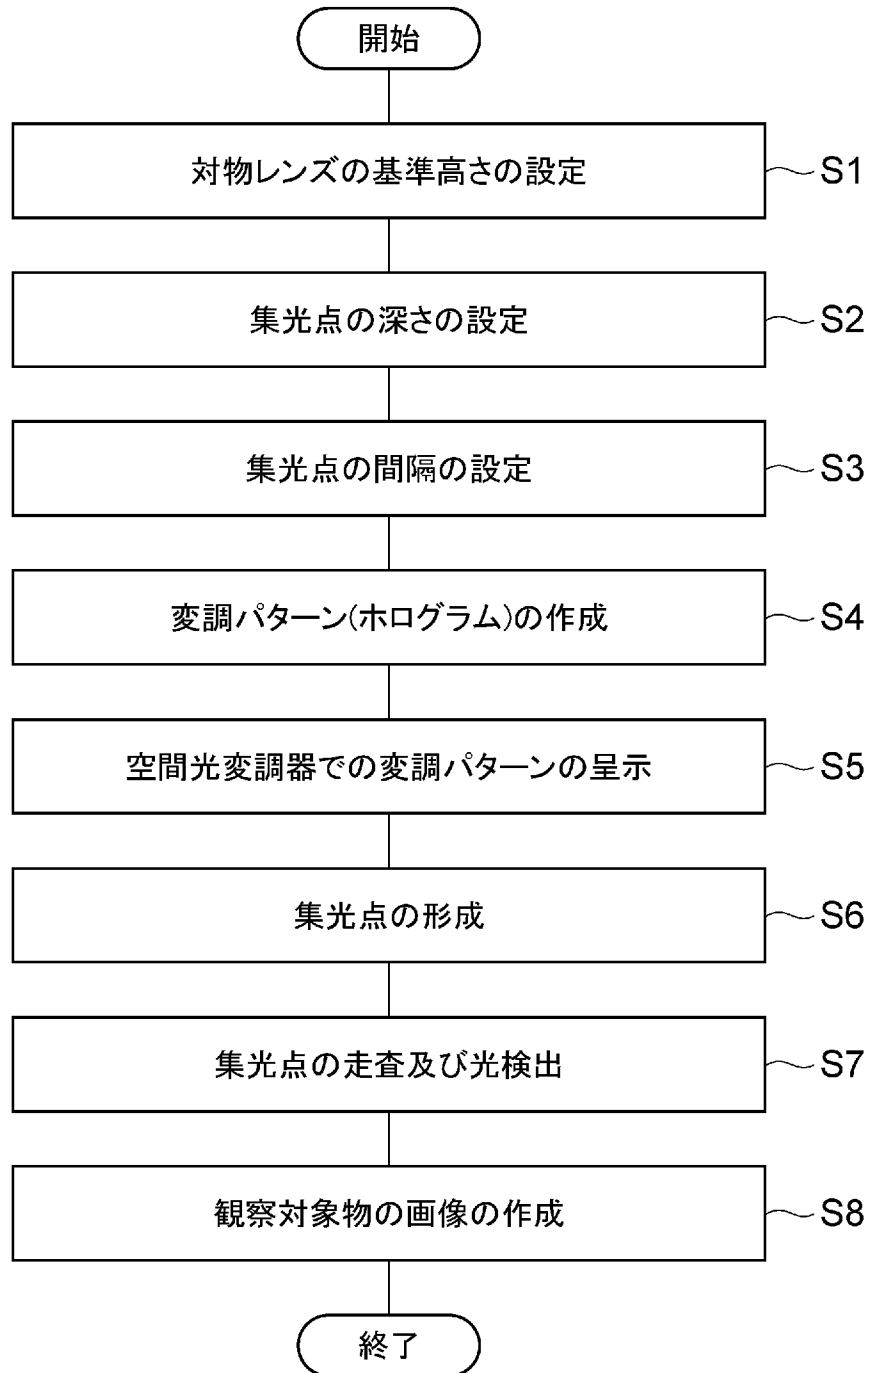 開始
対物レンズの基準高さの設定 S1
集光点の深さの設定 S2
集光点の間隔の設定 S3
変調パターン(ホログラム)の作成 S4
空間光変調器での変調パターンの呈示 S5
集光点の形成 S6
集光点の走査及び光検出 S7
観察対象物の画像の作成 S8
終了